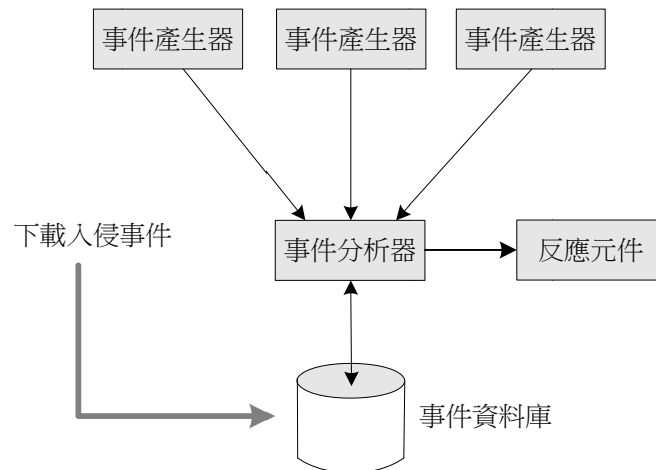 事件產生器
事件產生器
事件產生器
下載入侵事件
事件分析器
反應元件
事件資料庫